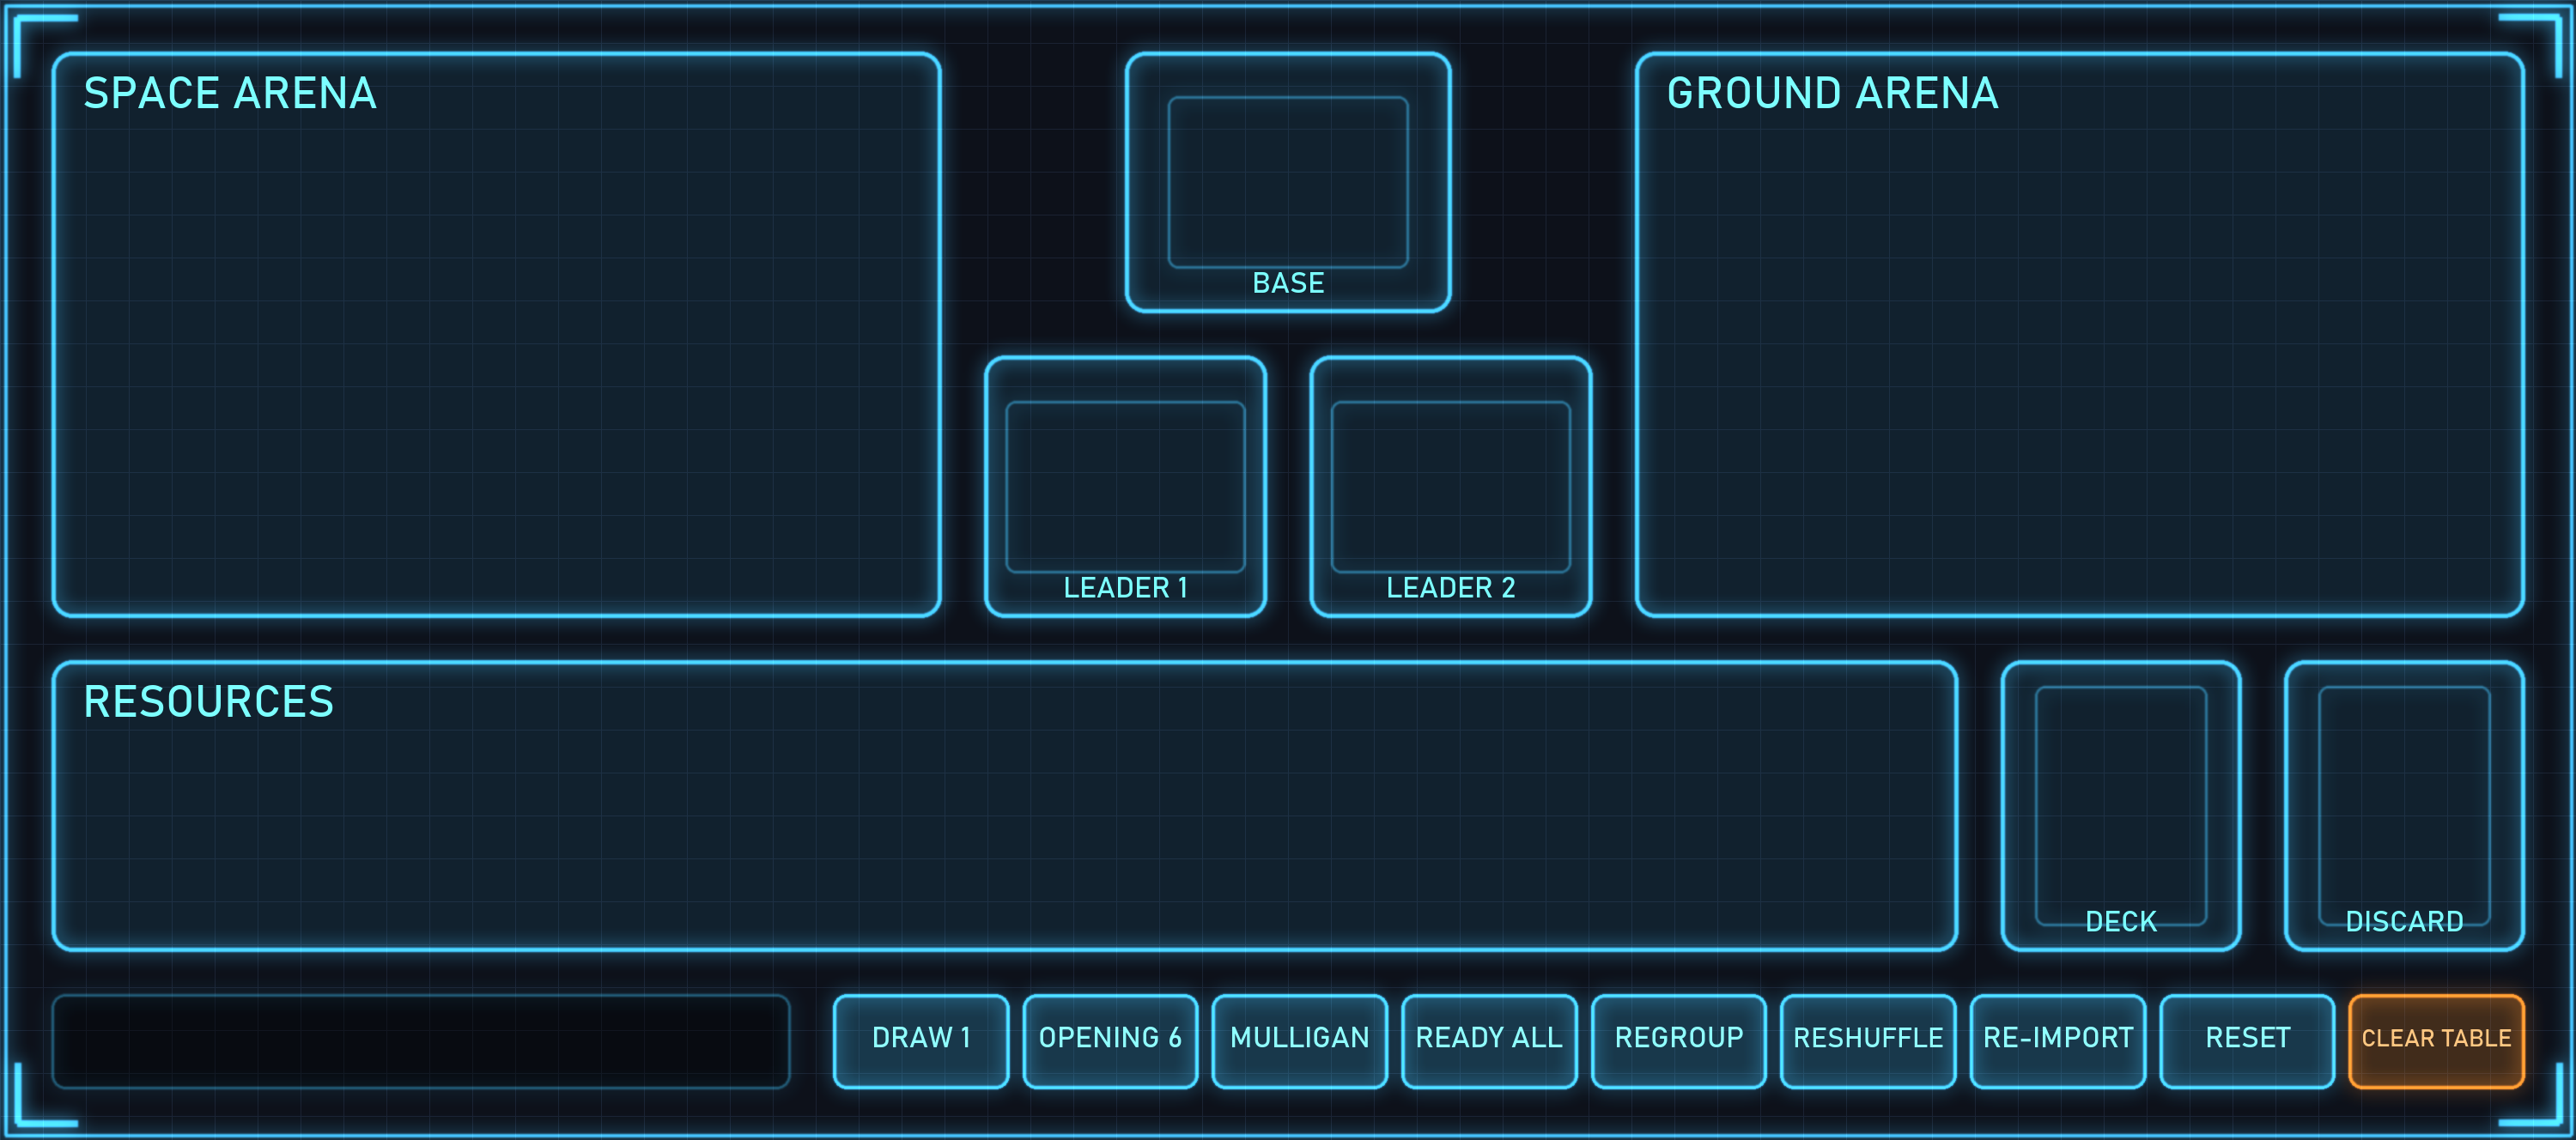 SPACE ARENA
GROUND ARENA
BASE
LEADER 1
LEADER 2
RESOURCES
DECK
DISCARD
DRAW 1
OPENING 6
MULLIGAN
READY ALL
REGROUP
RESHUFFLE
RE-IMPORT
RESET
CLEAR TABLE